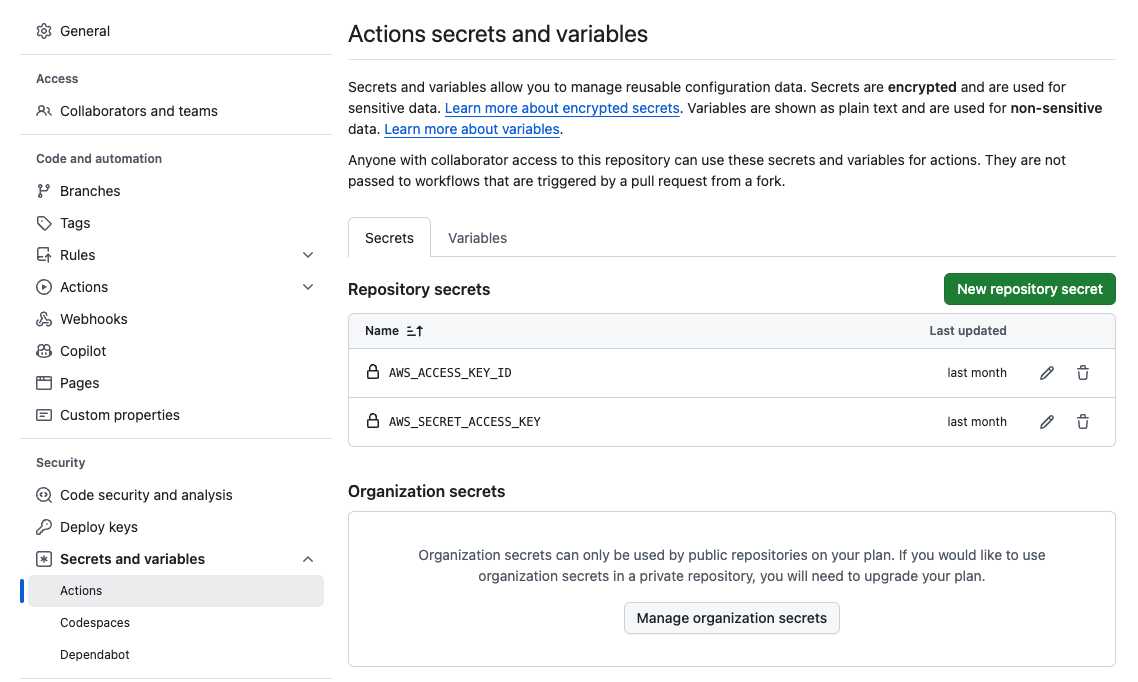 General
Access
Collaborators and teams
Code and automation
Branches
Tags
Rules
Actions
Webhooks
Copilot
Pages
Custom properties
Security
Code security and analysis
Deploy keys
Secrets and variables
Actions
Codespaces
Dependabot
Actions secrets and variables
Secrets and variables allow you to manage reusable configuration data. Secrets are encrypted and are used for
sensitive data. Learn more about encrypted secrets. Variables are shown as plain text and are used for non-sensitive
data. Learn more about variables.
Anyone with collaborator access to this repository can use these secrets and variables for actions. They are not
passed to workflows that are triggered by a pull request from a fork.
Secrets Variables
Repository secrets New repository secret
Name Last updated
AWS_ACCESS_KEY_ID last month
AWS_SECRET_ACCESS_KEY last month
Organization secrets
Organization secrets can only be used by public repositories on your plan. If you would like to use
organization secrets in a private repository, you will need to upgrade your plan.
Manage organization secrets